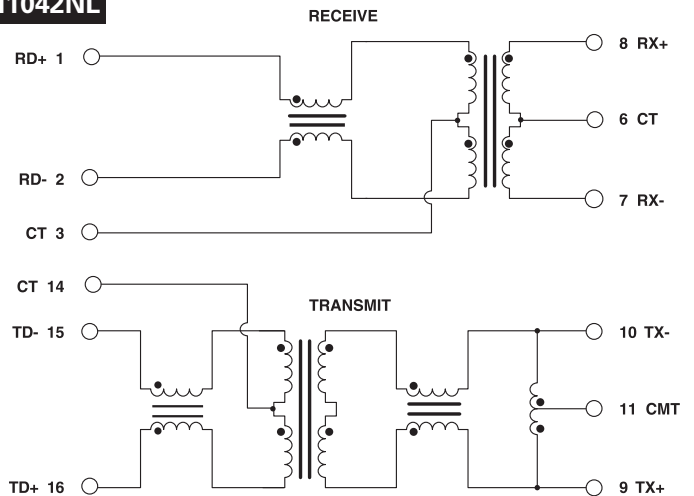 RECEIVE
RD+ 1
8 RX+
6 CT
RD- 2
7 RX-
CT 3
CT 14
TRANSMIT
TD- 15
10 TX-
11 CMT
TD+ 16
9 TX+